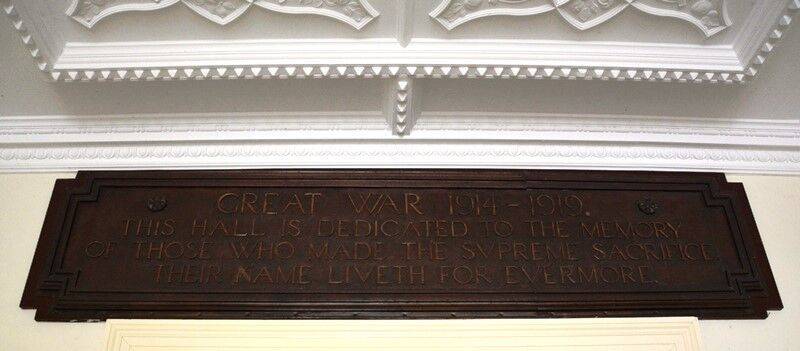 GREAT WAR 1914-1919.
THIS HALL IS DEDICATED TO THE MEMORY
OF THOSE WHO MADE THE SVPREME SACRIFICE
THEIR NAME LIVETH FOR EVERMORE.